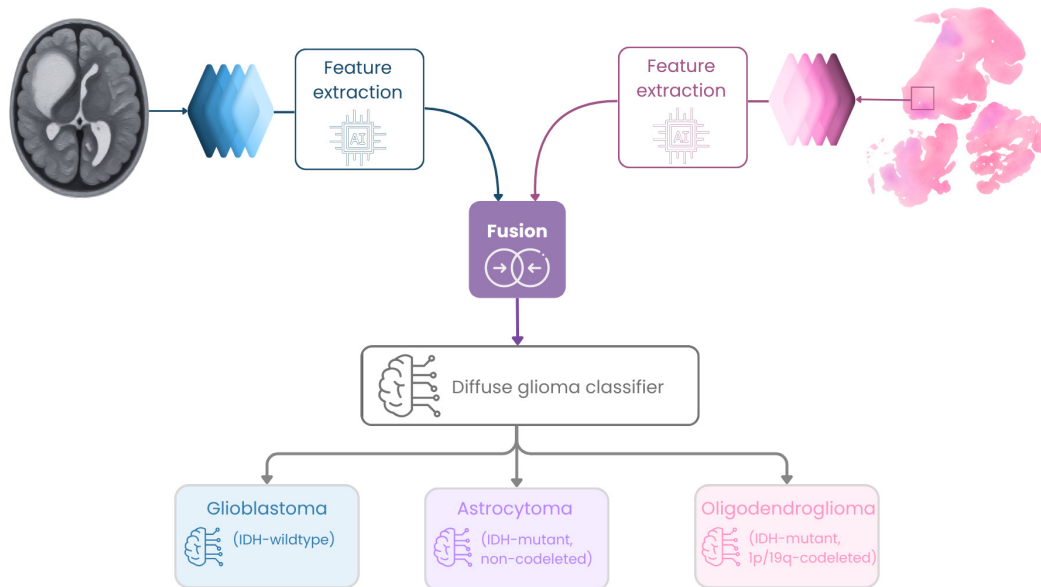 Feature
extraction
AI
Feature
extraction
AI
Fusion
Diffuse glioma classifier
Glioblastoma
(IDH-wildtype)
Astrocytoma
(IDH-mutant,
non-codeleted)
Oligodendroglioma
(IDH-mutant,
1p/19q-codeleted)